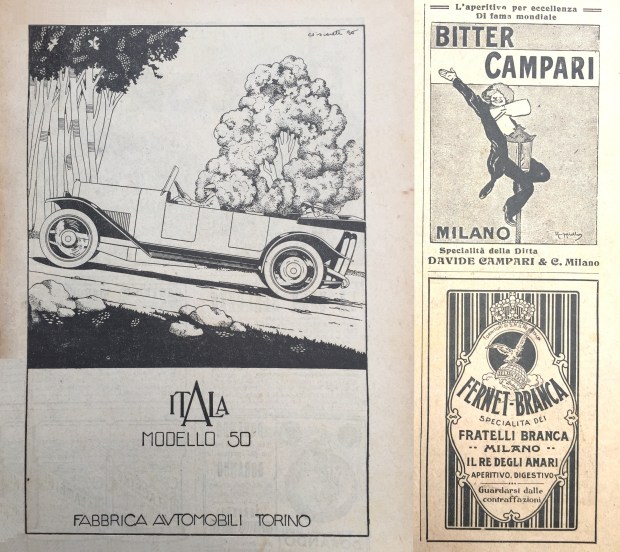 ITALA
MODELLO 50
FABBRICA AVTOMOBILI TORINO
L'aperitivo per eccellenza
Di fama mondiale
BITTER
CAMPARI
MILANO
Specialità della Ditta
DAVIDE CAMPARI & C. Milano
FERNET-BRANCA
SPECIALITÀ DEI
FRATELLI BRANCA
MILANO
IL RE DEGLI AMARI
APERITIVO, DIGESTIVO
Guardarsi dalle
contraffazioni